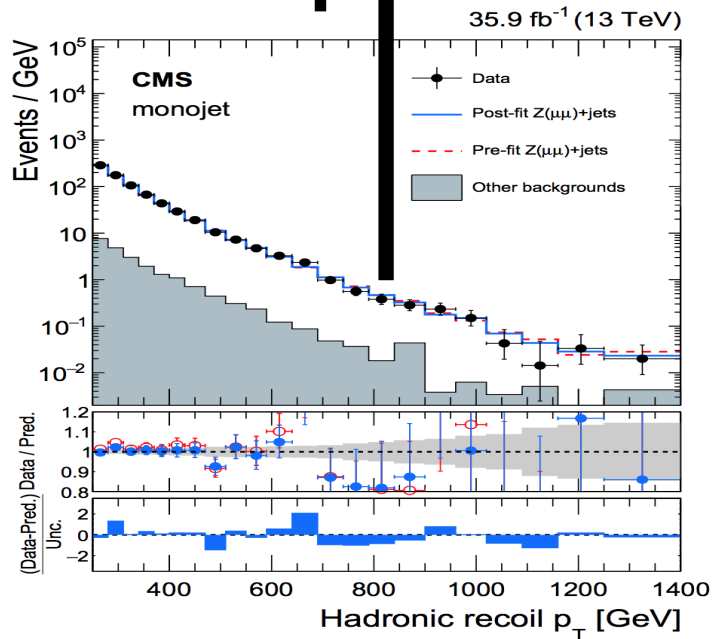 35.9 fb⁻¹ (13 TeV)
Events / GeV
10⁵
10⁴
10³
10²
10
1
10⁻¹
10⁻²
CMS
monojet
Data
Post-fit Z(μμ)+jets
Pre-fit Z(μμ)+jets
Other backgrounds
Data / Pred.
1.2
1.1
1.0
0.9
0.8
(Data-Pred.)
Unc.
2
0
−2
400 600 800 1000 1200 1400
Hadronic recoil p_T [GeV]